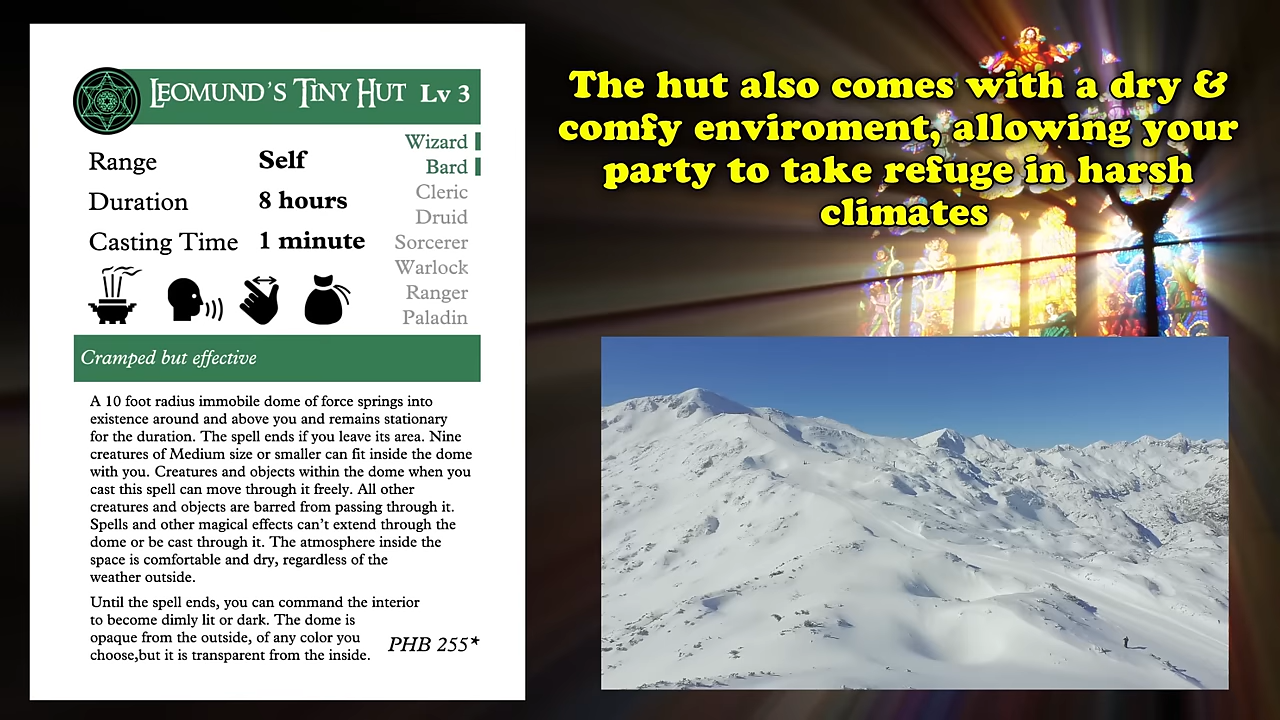 Leomund's Tiny Hut Lv 3
Wizard
Bard
Cleric
Druid
Sorcerer
Warlock
Ranger
Paladin
Range Self
Duration 8 hours
Casting Time 1 minute
Cramped but effective
A 10 foot radius immobile dome of force springs into
existence around and above you and remains stationary
for the duration. The spell ends if you leave its area. Nine
creatures of Medium size or smaller can fit inside the dome
with you. Creatures and objects within the dome when you
cast this spell can move through it freely. All other
creatures and objects are barred from passing through it.
Spells and other magical effects can't extend through the
dome or be cast through it. The atmosphere inside the
space is comfortable and dry, regardless of the
weather outside.
Until the spell ends, you can command the interior
to become dimly lit or dark. The dome is
opaque from the outside, of any color you
choose,but it is transparent from the inside.
PHB 255*
The hut also comes with a dry &
comfy enviroment, allowing your
party to take refuge in harsh
climates